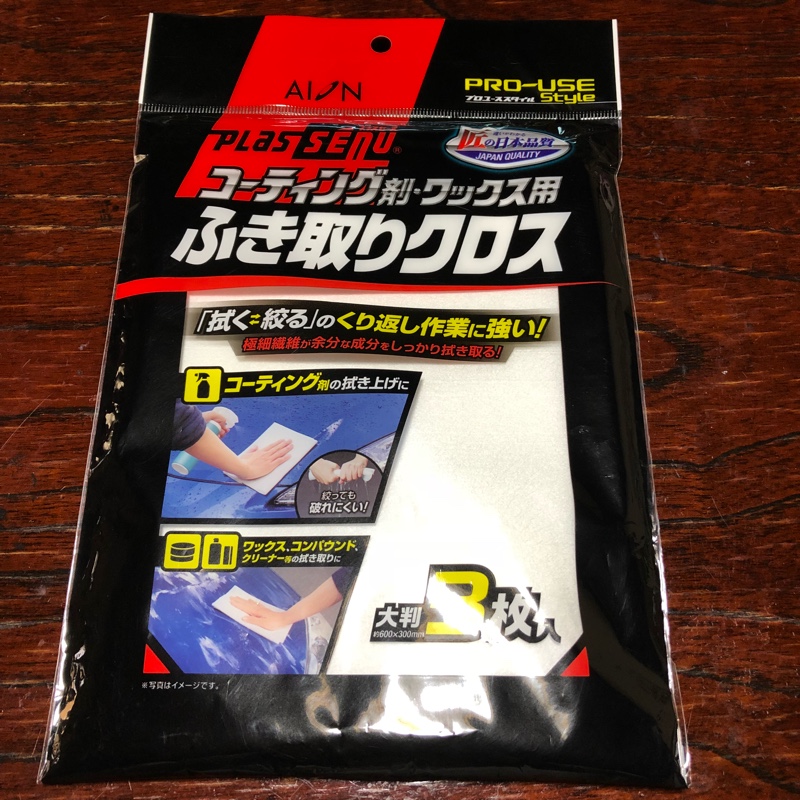 AION
PRO-USE
プロユーススタイル Style
PLAS SENU®
匠の日本品質
JAPAN QUALITY
コーティング剤・ワックス用
ふき取りクロス
「拭く⇄絞る」のくり返し作業に強い!
極細繊維が余分な成分をしっかり拭き取る!
コーティング剤の拭き上げに
絞っても
破れにくい!
ワックス、コンパウンド、
クリーナー等の拭き取りに
大判
約600×300mm
3枚入
※写真はイメージです。